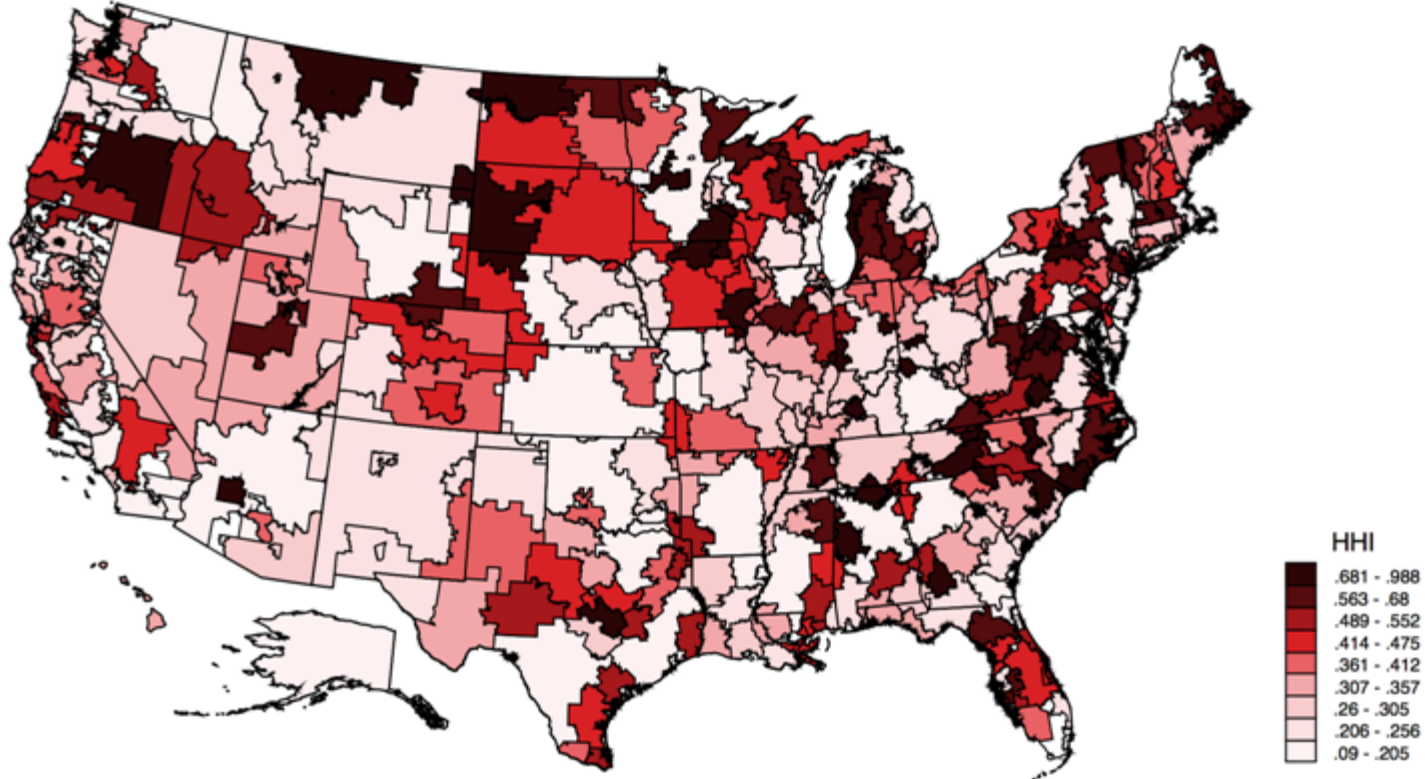 HHI
.681 - .988
.563 - .68
.489 - .552
.414 - .475
.361 - .412
.307 - .357
.26 - .305
.206 - .256
.09 - .205